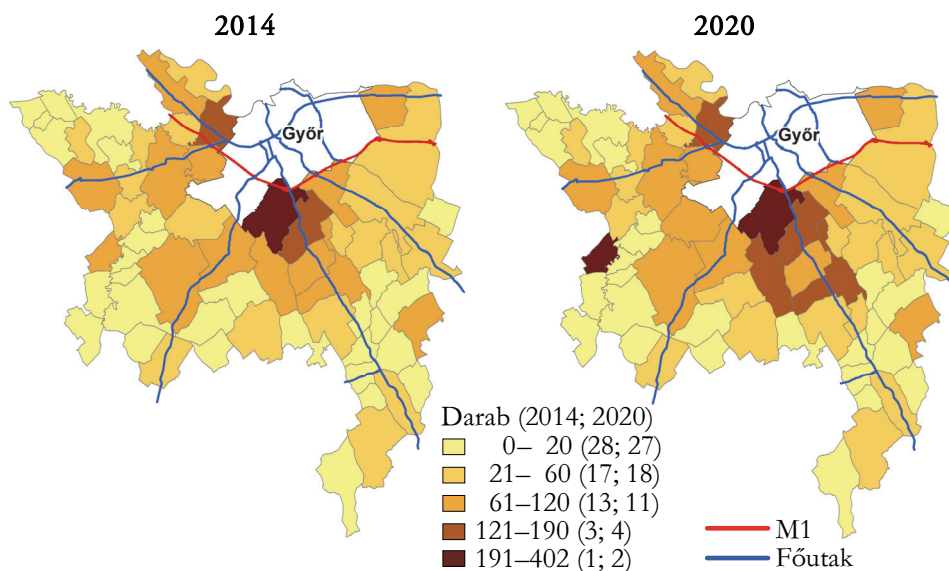 2014
2020
Győr
Győr
Darab (2014; 2020)
0– 20 (28; 27)
21– 60 (17; 18)
61–120 (13; 11)
121–190 (3; 4)
191–402 (1; 2)
M1
Főutak